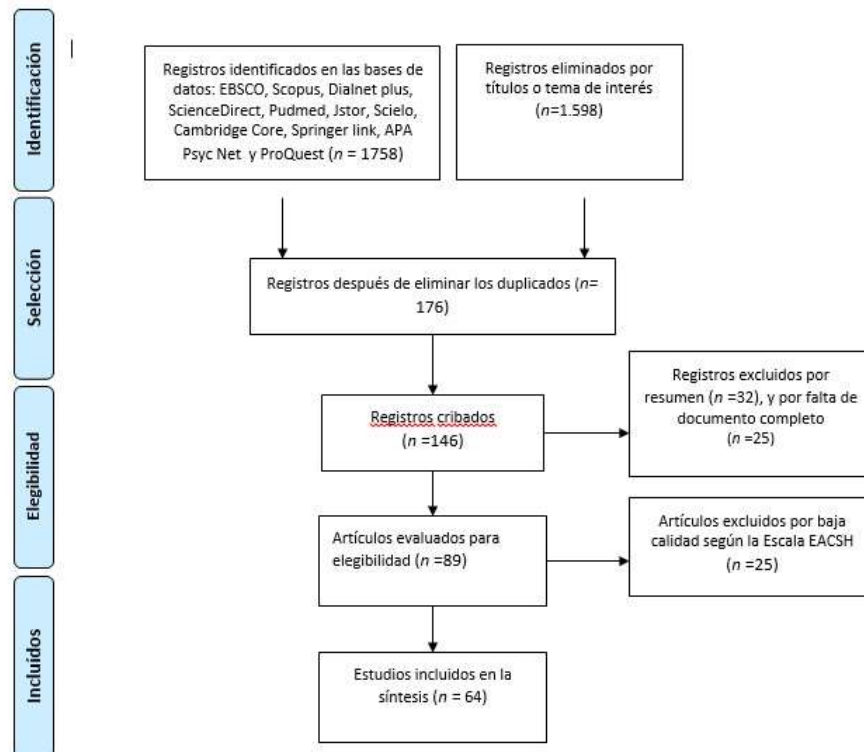 Identificación
Registros identificados en las bases de
datos: EBSCO, Scopus, Dialnet plus,
ScienceDirect, Pudmed, Jstor, Scielo,
Cambridge Core, Springer link, APA
Psyc Net y ProQuest (n = 1758)
Registros eliminados por
títulos o tema de interés
(n=1.598)
Selección
Registros después de eliminar los duplicados (n=
176)
Elegibilidad
Registros cribados
(n =146)
Registros excluidos por
resumen (n =32), y por falta de
documento completo
(n =25)
Artículos evaluados para
elegibilidad (n =89)
Artículos excluidos por baja
calidad según la Escala EACSH
(n =25)
Incluidos
Estudios incluidos en la
síntesis (n = 64)